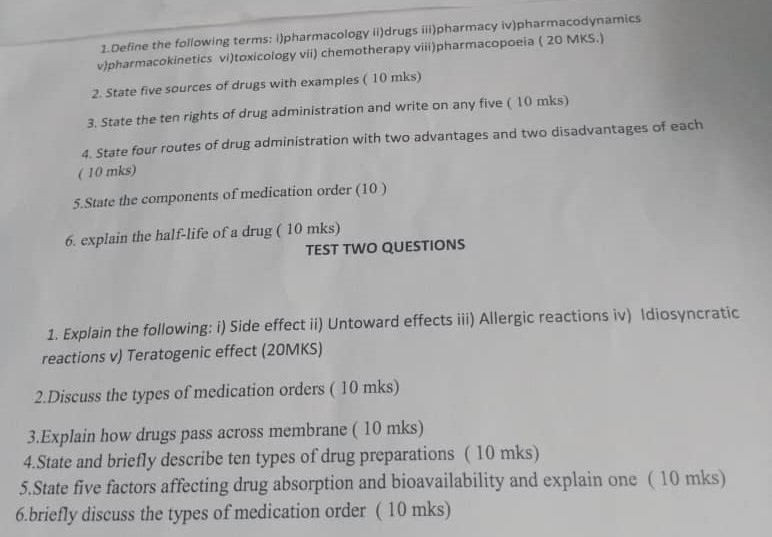 1.Define the following terms: i)pharmacology ii)drugs iii)pharmacy iv)pharmacodynamics
v)pharmacokinetics vi)toxicology vii) chemotherapy viii)pharmacopoeia ( 20 MKS.)
2. State five sources of drugs with examples ( 10 mks)
3. State the ten rights of drug administration and write on any five ( 10 mks)
4. State four routes of drug administration with two advantages and two disadvantages of each
( 10 mks)
5.State the components of medication order (10 )
6. explain the half-life of a drug ( 10 mks)
TEST TWO QUESTIONS
1. Explain the following: i) Side effect ii) Untoward effects iii) Allergic reactions iv) Idiosyncratic
reactions v) Teratogenic effect (20MKS)
2.Discuss the types of medication orders ( 10 mks)
3.Explain how drugs pass across membrane ( 10 mks)
4.State and briefly describe ten types of drug preparations ( 10 mks)
5.State five factors affecting drug absorption and bioavailability and explain one ( 10 mks)
6.briefly discuss the types of medication order ( 10 mks)